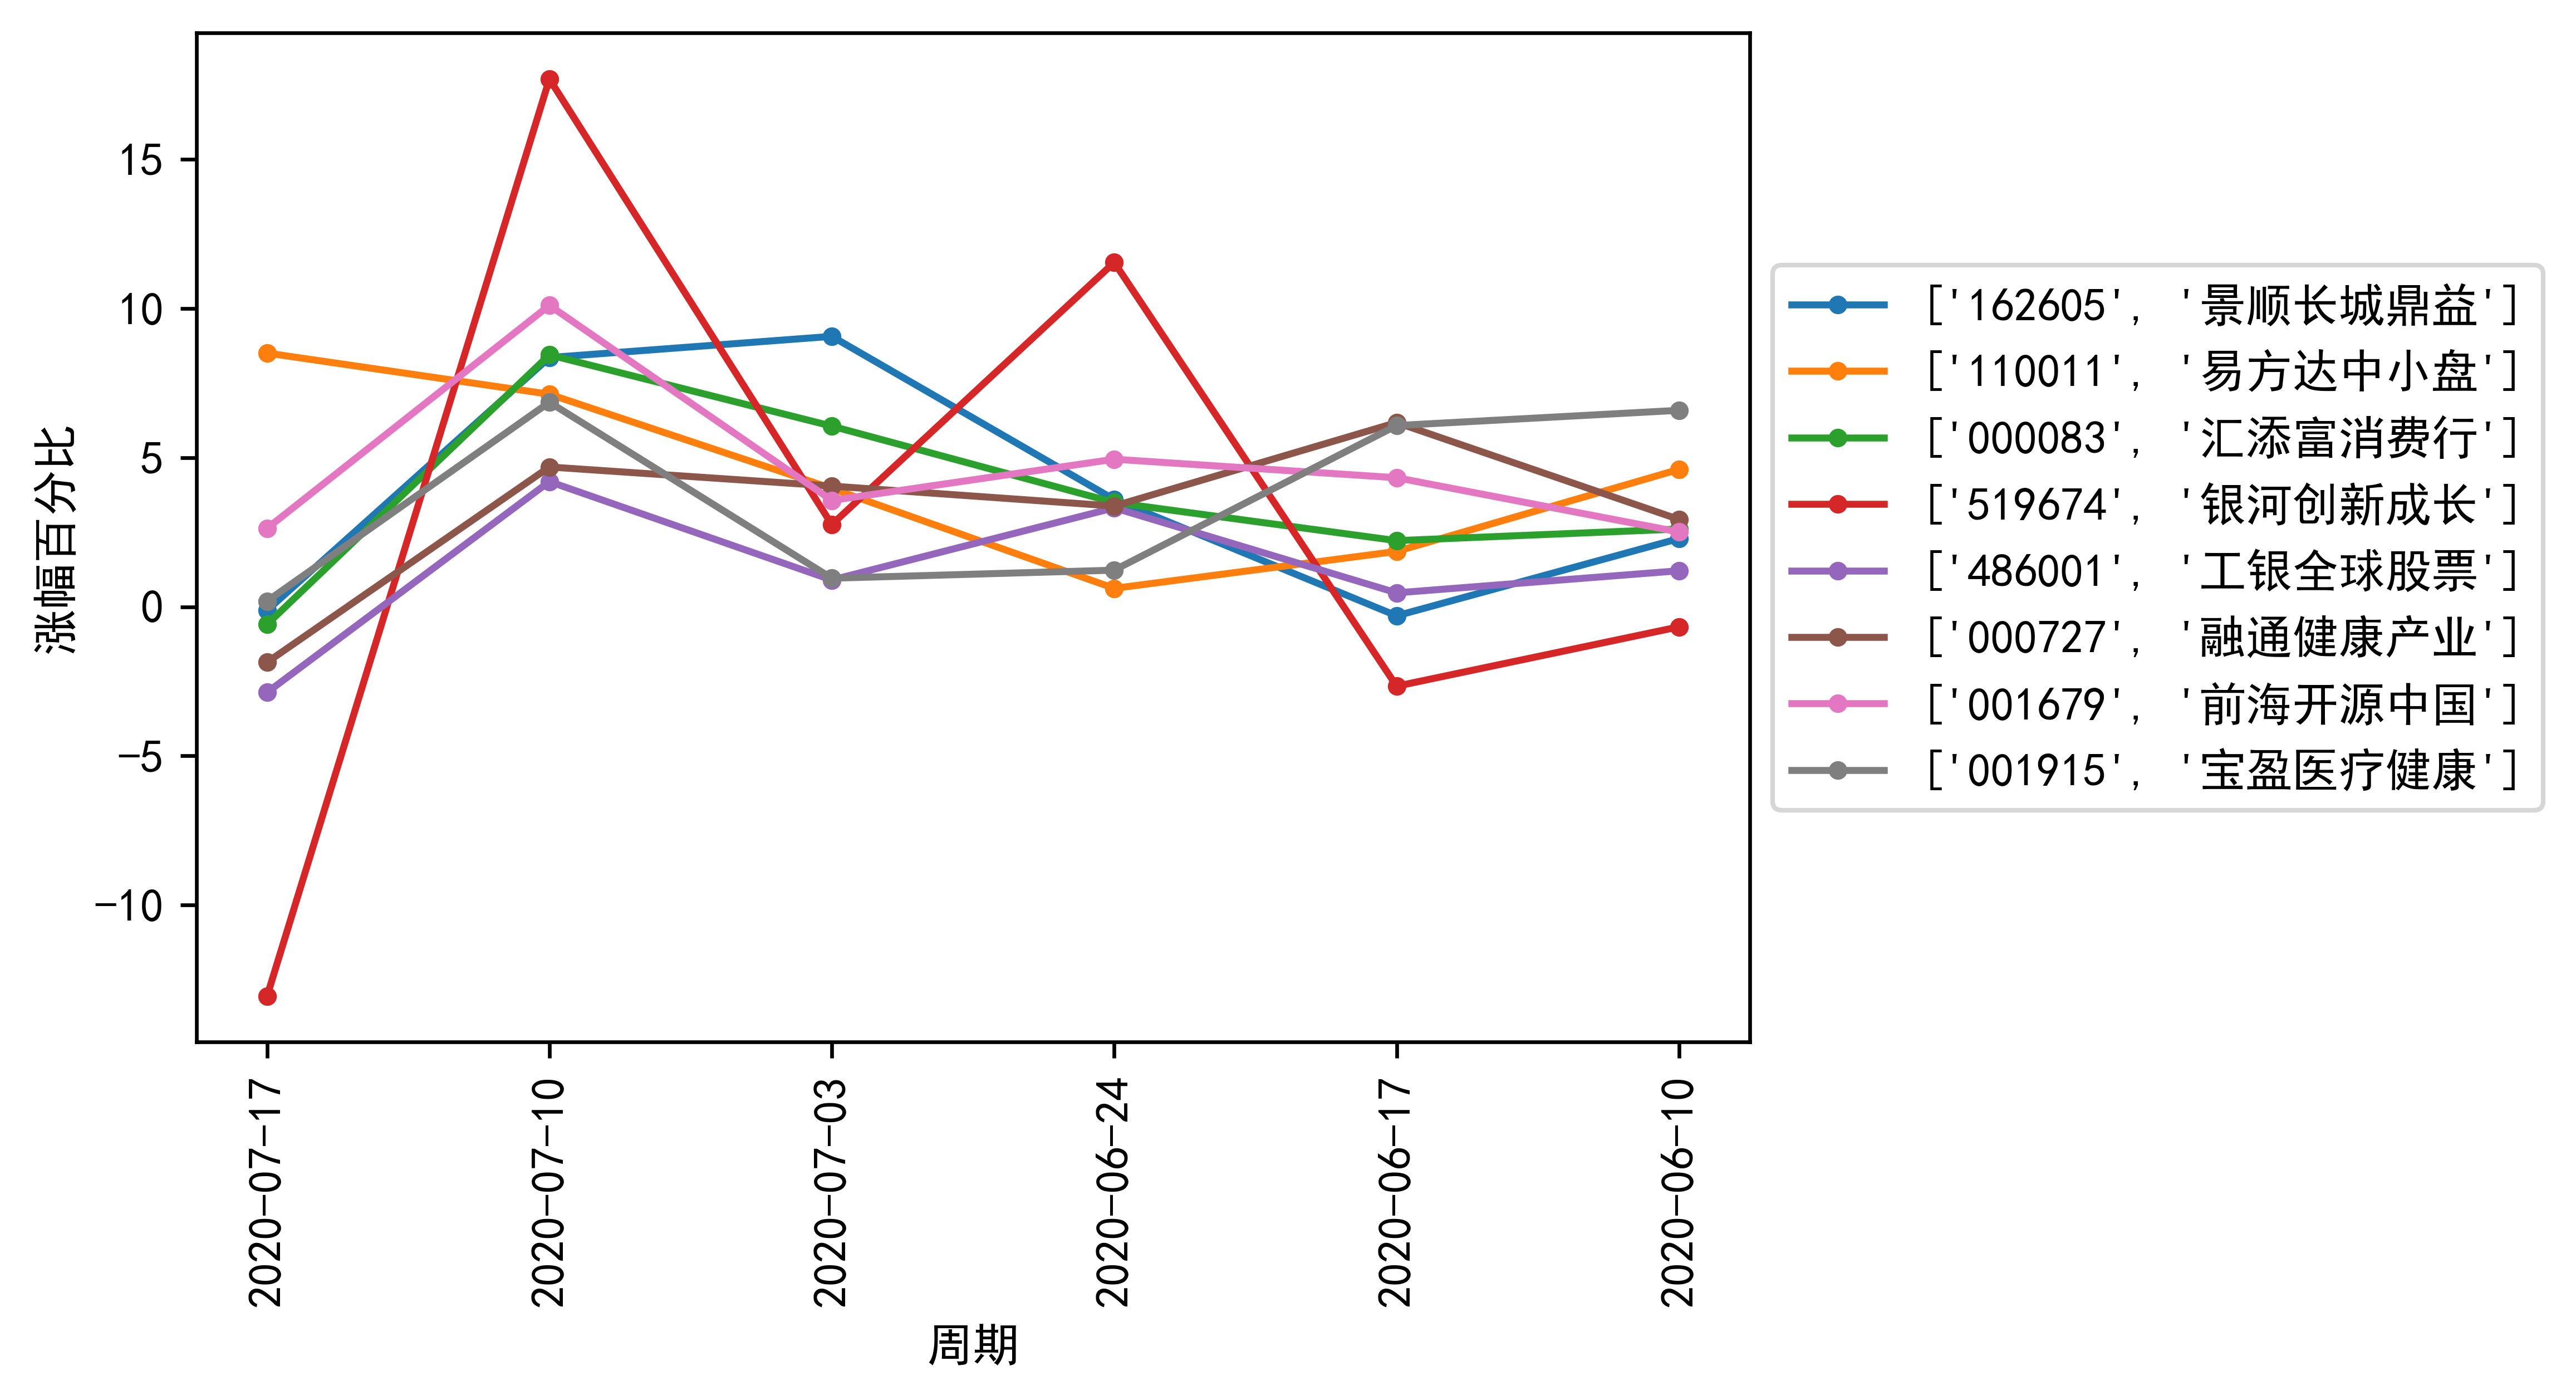 涨幅百分比
15
10
5
0
−5
−10
2020-07-17
2020-07-10
2020-07-03
2020-06-24
2020-06-17
2020-06-10
周期
['162605', '景顺长城鼎益']
['110011', '易方达中小盘']
['000083', '汇添富消费行']
['519674', '银河创新成长']
['486001', '工银全球股票']
['000727', '融通健康产业']
['001679', '前海开源中国']
['001915', '宝盈医疗健康']